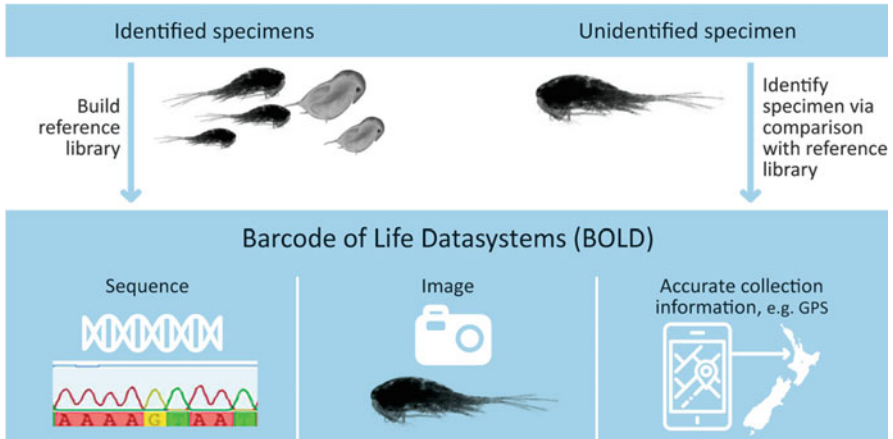 Identified specimens
Unidentified specimen
Build
reference
library
Identify
specimen via
comparison
with reference
library
Barcode of Life Datasystems (BOLD)
Sequence
Image
Accurate collection
information, e.g. GPS
A A A A G T A A T